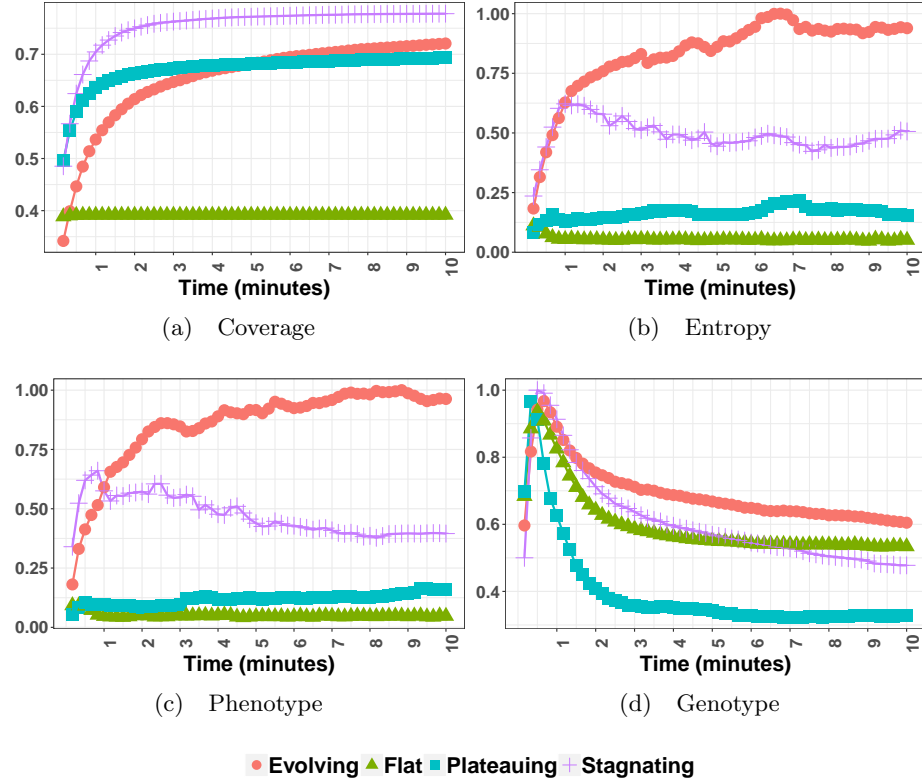 0.7
0.6
0.5
0.4
1 2 3 4 5 6 7 8 9 10
Time (minutes)
(a) Coverage
1.00
0.75
0.50
0.25
0.00
1 2 3 4 5 6 7 8 9 10
Time (minutes)
(b) Entropy
1.00
0.75
0.50
0.25
0.00
1 2 3 4 5 6 7 8 9 10
Time (minutes)
(c) Phenotype
1.0
0.8
0.6
0.4
1 2 3 4 5 6 7 8 9 10
Time (minutes)
(d) Genotype
Evolving Flat Plateauing Stagnating